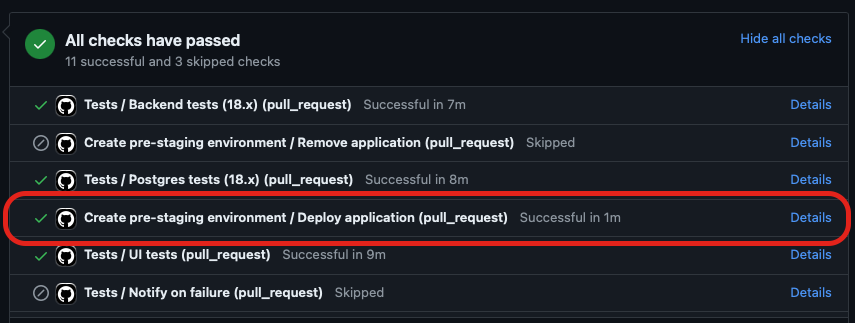 All checks have passed
Hide all checks
11 successful and 3 skipped checks
Tests / Backend tests (18.x) (pull_request) Successful in 7m Details
Create pre-staging environment / Remove application (pull_request) Skipped Details
Tests / Postgres tests (18.x) (pull_request) Successful in 8m Details
Create pre-staging environment / Deploy application (pull_request) Successful in 1m Details
Tests / UI tests (pull_request) Successful in 9m Details
Tests / Notify on failure (pull_request) Skipped Details